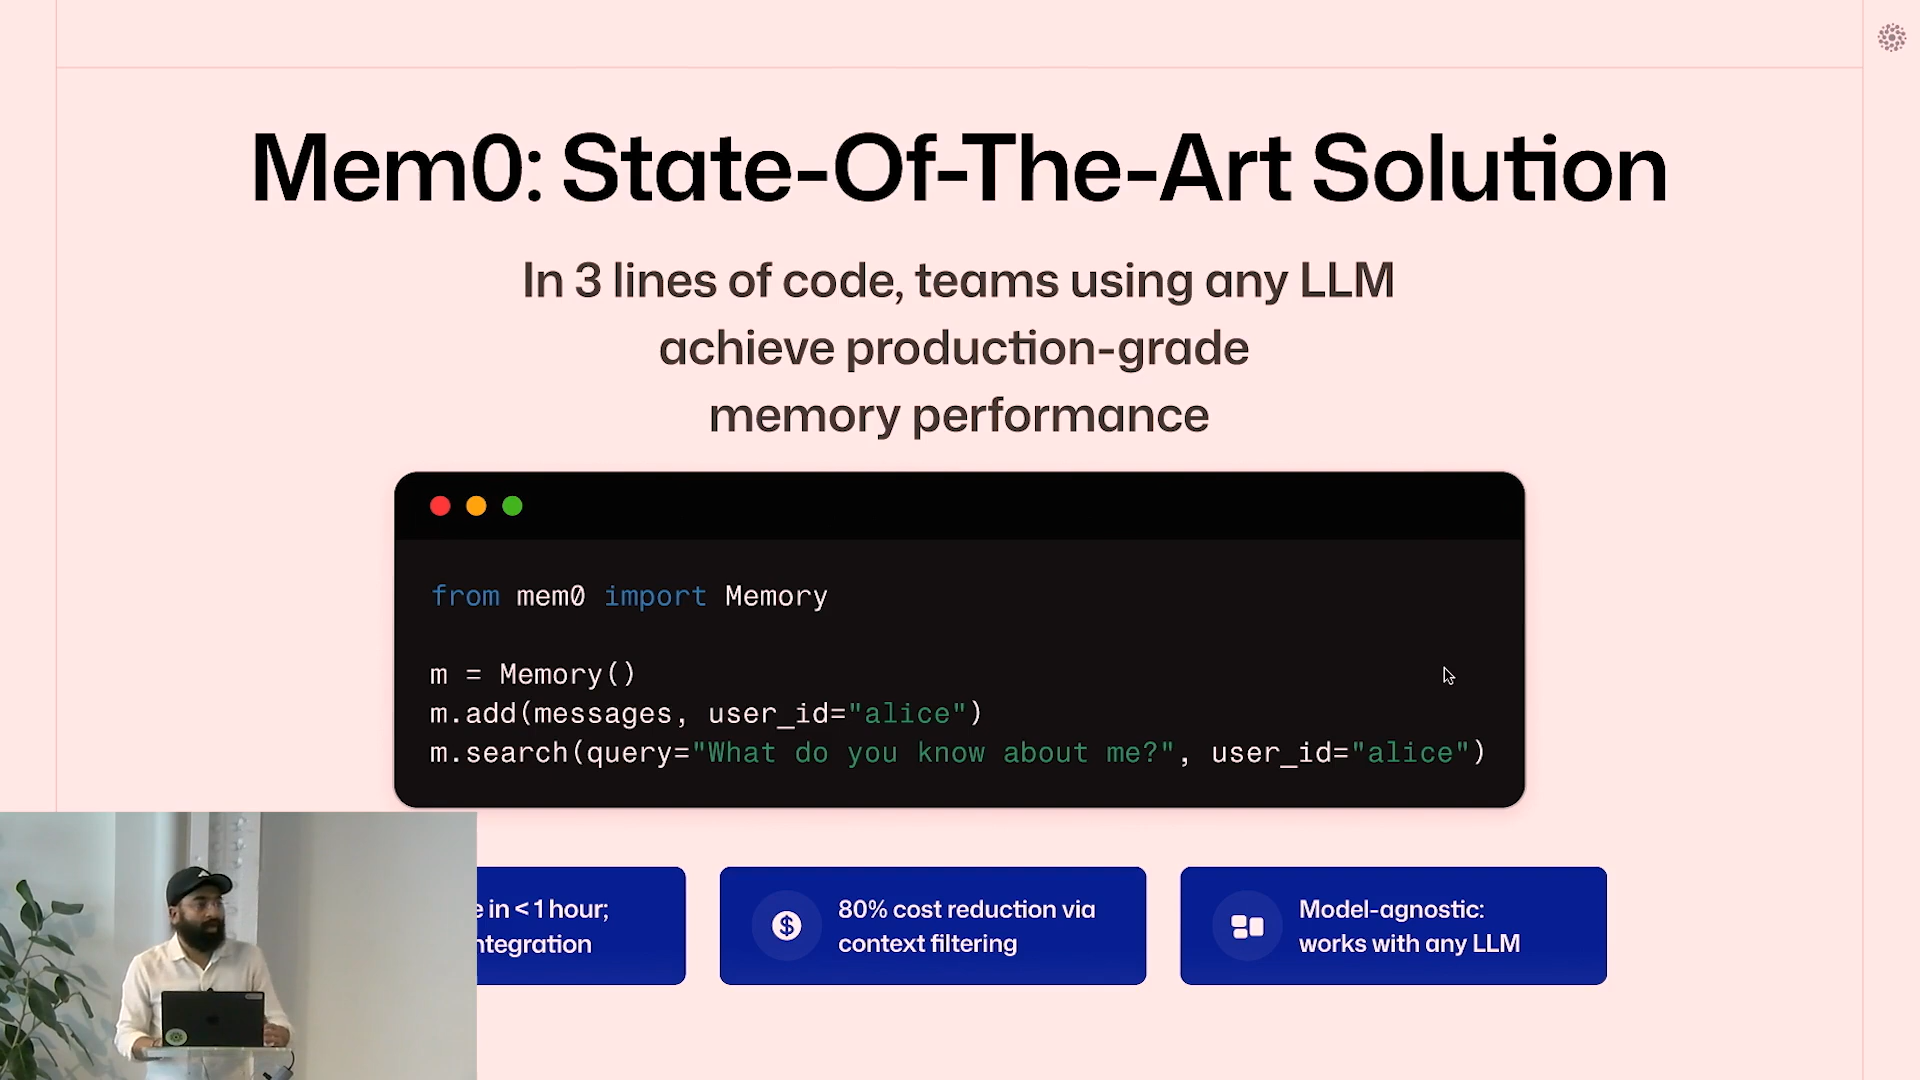 Mem0: State-Of-The-Art Solution
In 3 lines of code, teams using any LLM
achieve production-grade
memory performance
from mem0 import Memory
m = Memory()
m.add(messages, user_id="alice")
m.search(query="What do you know about me?", user_id="alice")
in < 1 hour;
80% cost reduction via
context filtering
Model-agnostic:
works with any LLM